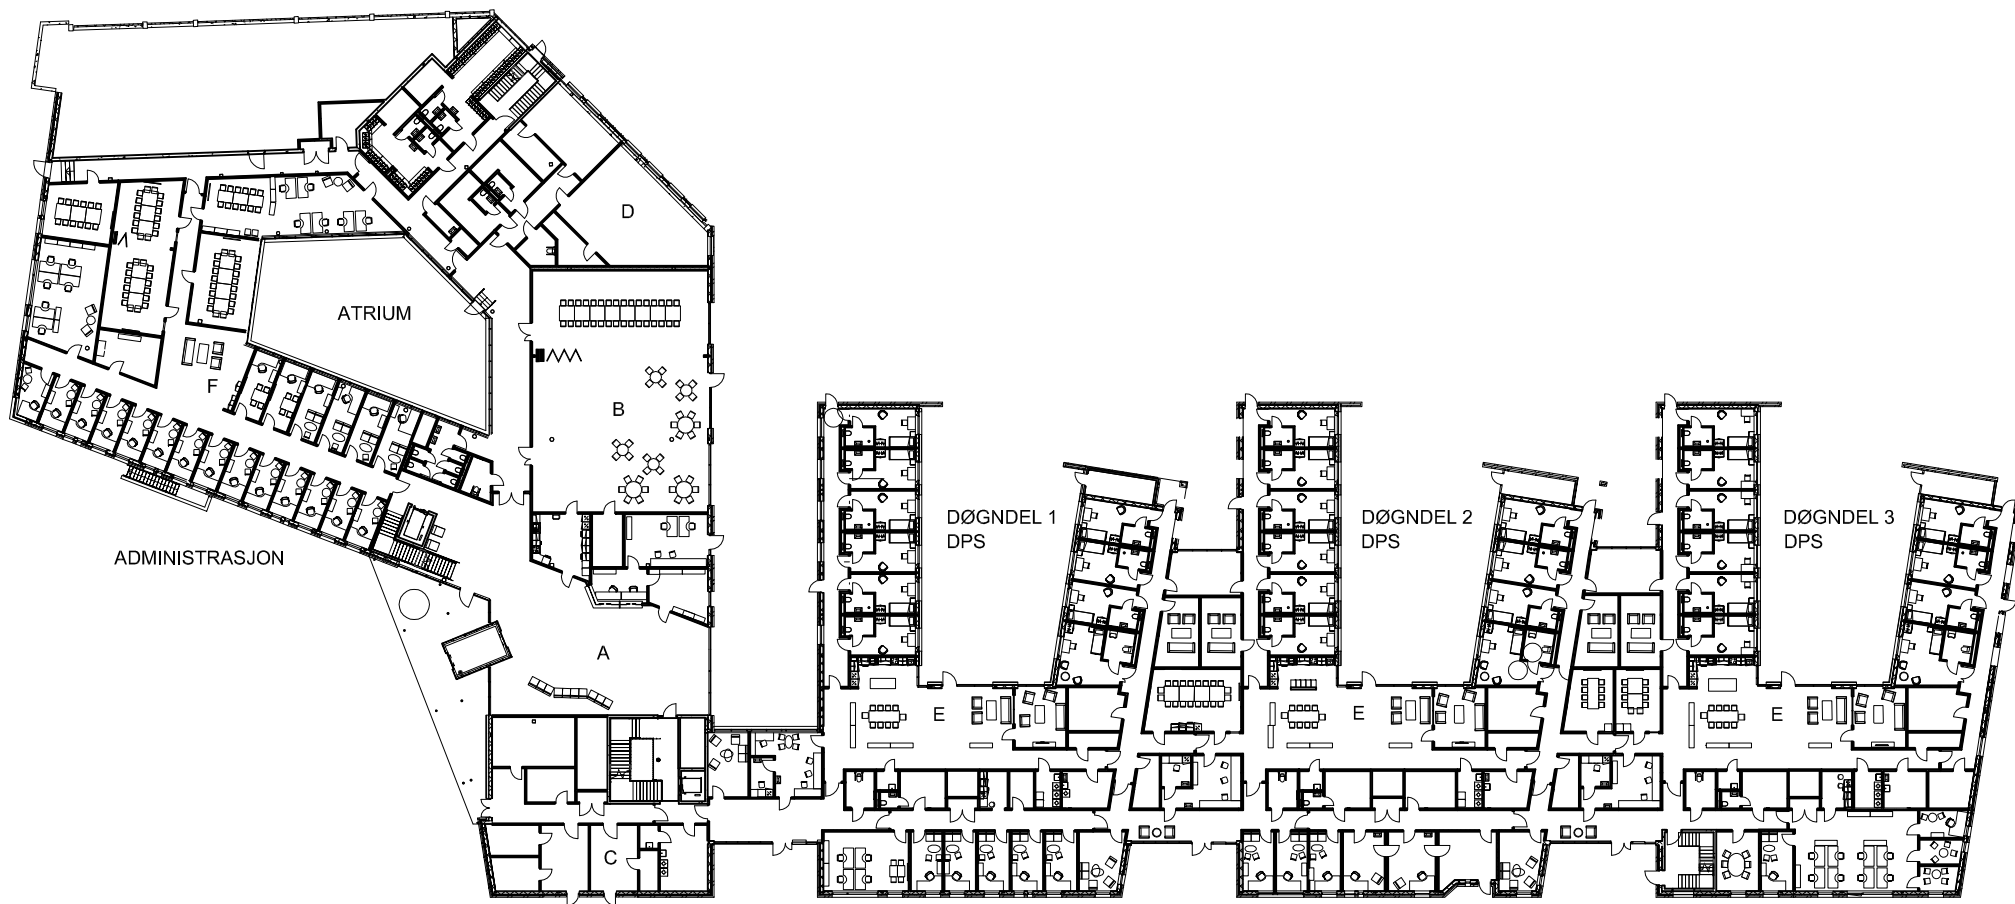 D
ATRIUM
F
B
DØGNDEL 1
DPS
DØGNDEL 2
DPS
DØGNDEL 3
DPS
ADMINISTRASJON
A
E
E
E
C